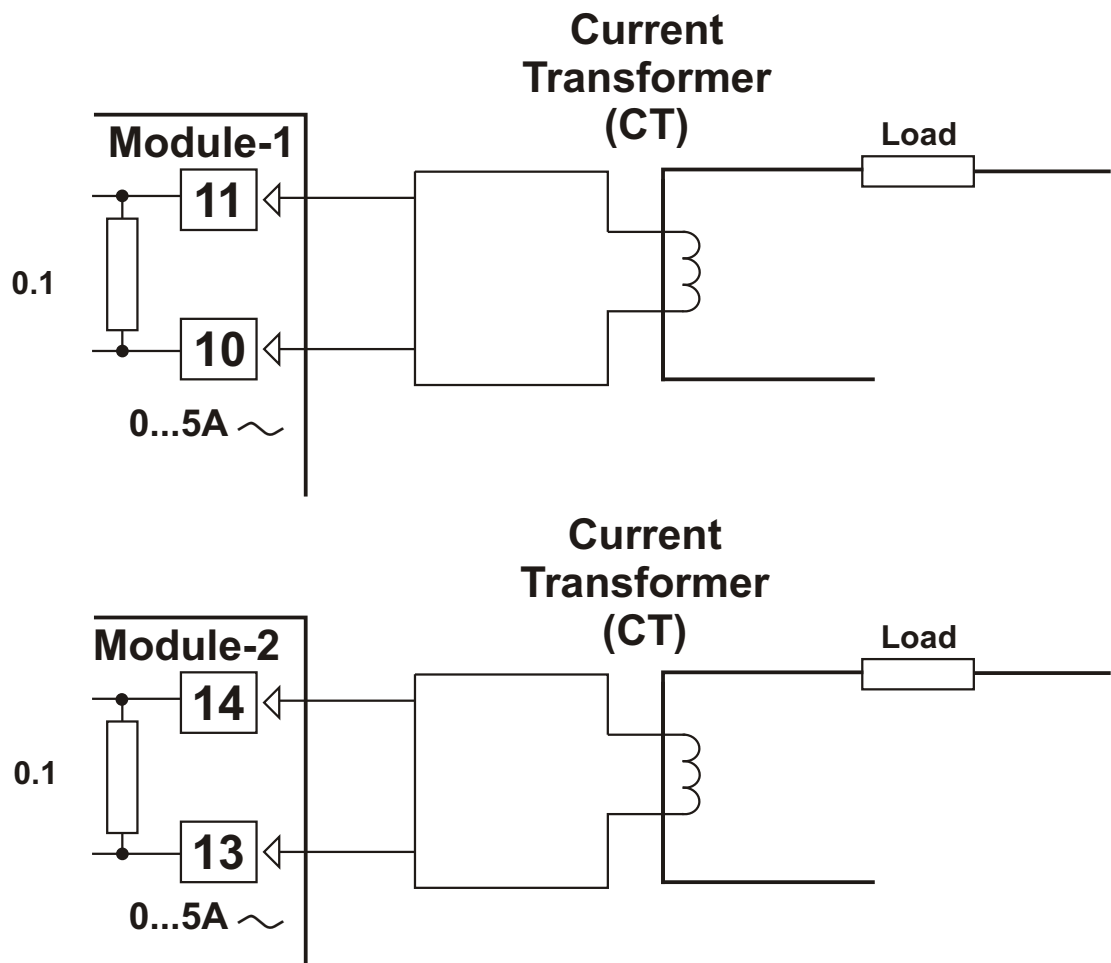 Current
Transformer
(CT)
Load
Module-1
11
0.1
10
0...5A
Current
Transformer
(CT)
Load
Module-2
14
0.1
13
0...5A